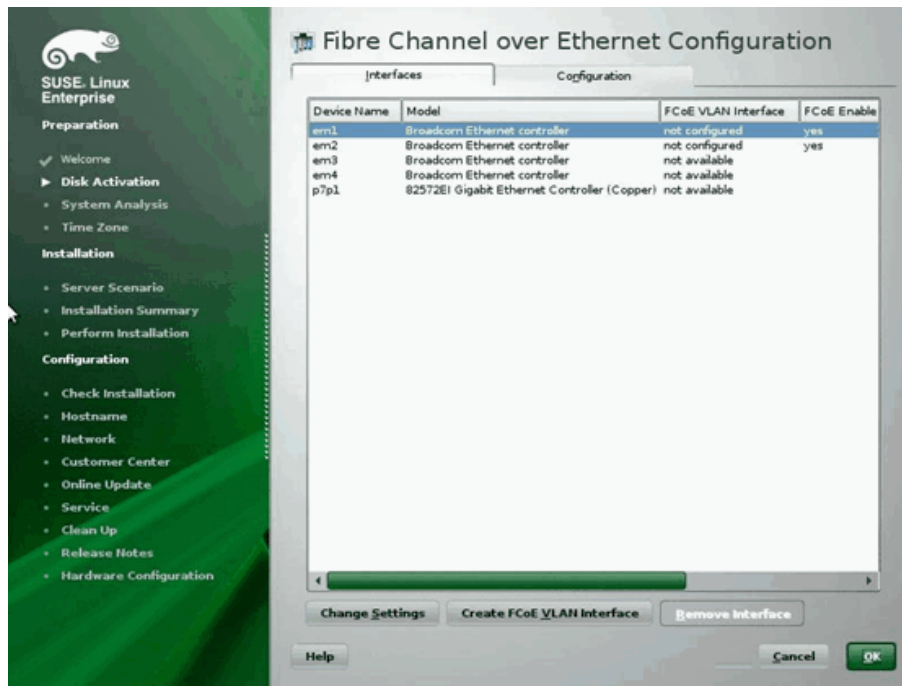 SUSE. Linux
Enterprise
Preparation
Welcome
Disk Activation
System Analysis
Time Zone
Installation
Server Scenario
Installation Summary
Perform Installation
Configuration
Check Installation
Hostname
Network
Customer Center
Online Update
Service
Clean Up
Release Notes
Hardware Configuration
Fibre Channel over Ethernet Configuration
Interfaces Configuration
Device Name Model FCoE VLAN Interface FCoE Enable
em1 Broadcom Ethernet controller not configured yes
em2 Broadcom Ethernet controller not configured yes
em3 Broadcom Ethernet controller not available
em4 Broadcom Ethernet controller not available
p7p1 82572EI Gigabit Ethernet Controller (Copper) not available
Change Settings Create FCoE VLAN Interface Remove Interface
Help Cancel OK